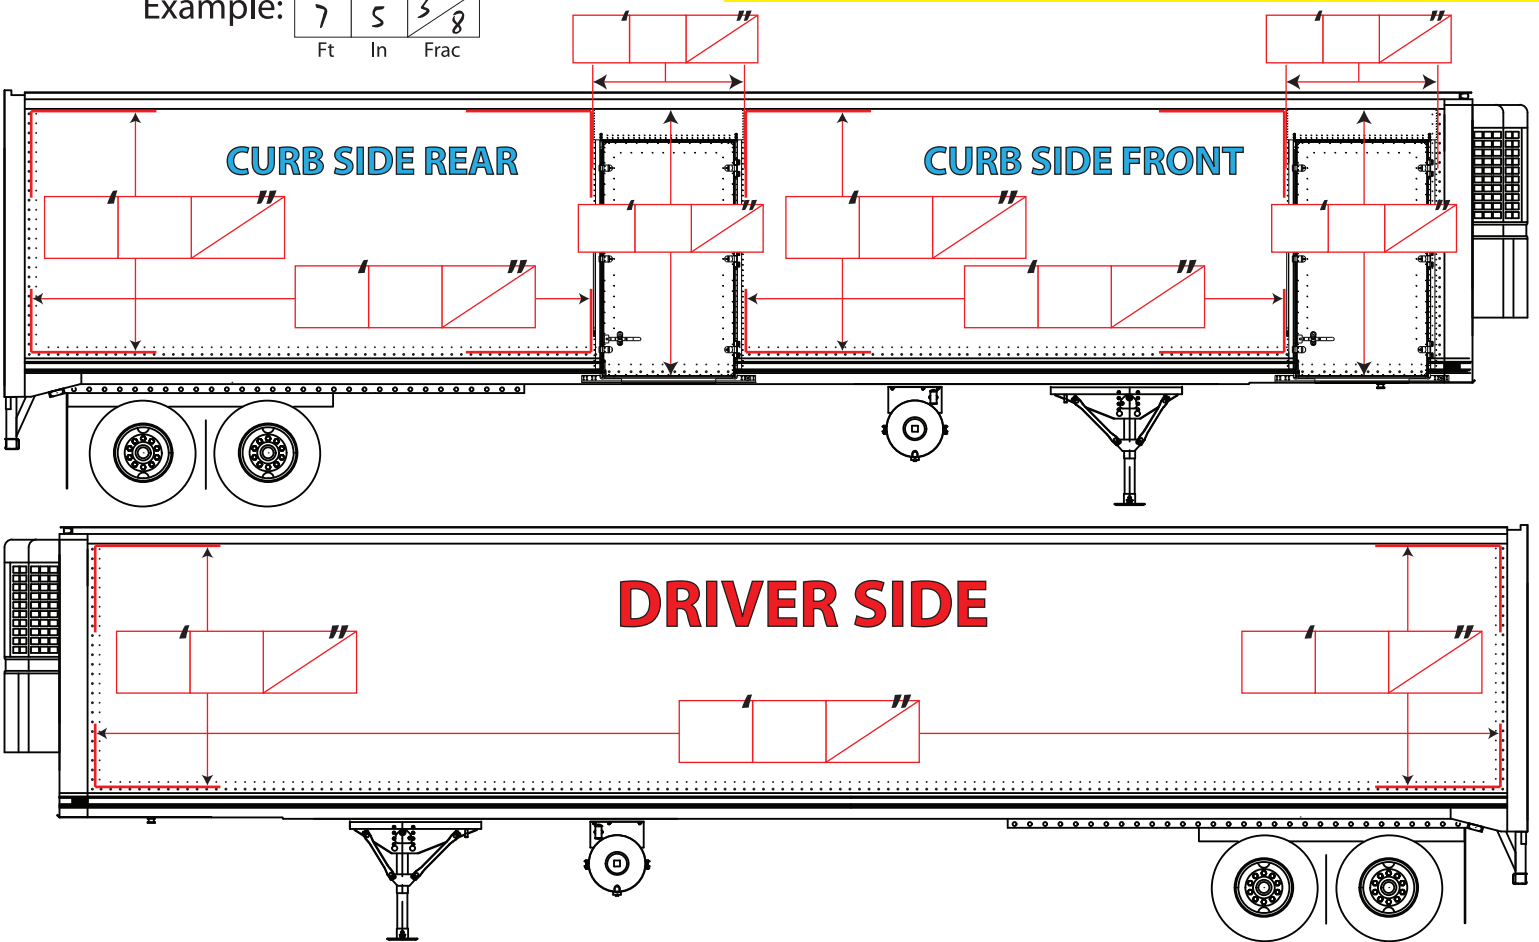 Example: 7 5 3/8
Ft In Frac
' "
' "
CURB SIDE REAR CURB SIDE FRONT
' " ' " ' " ' "
' " ' "
DRIVER SIDE
' " ' "
' "